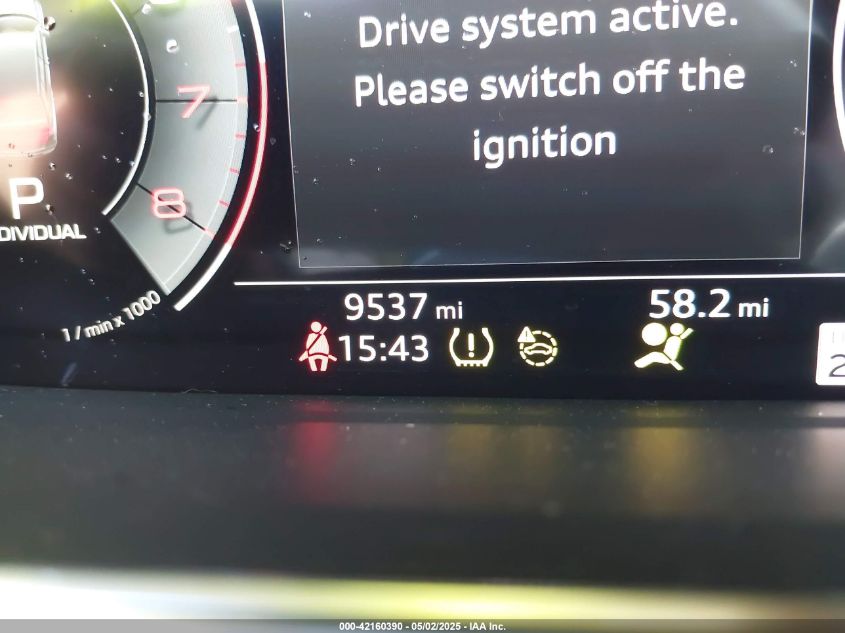 Drive system active.
Please switch off the
ignition
7
8
P
1 / min x 1000
9537 mi
58.2 mi
15:43
000-42160390 - 05/02/2025 - IAA Inc.